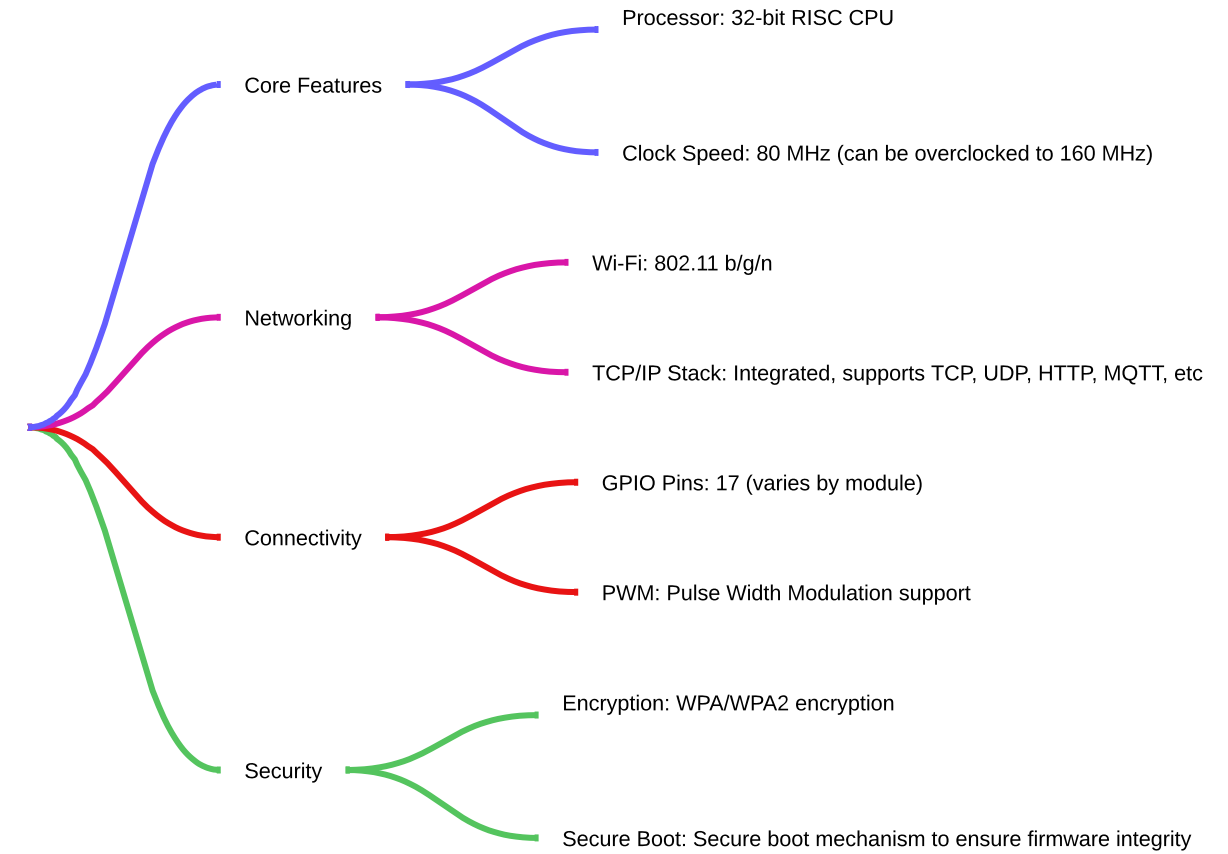 Processor: 32-bit RISC CPU
Core Features
Clock Speed: 80 MHz (can be overclocked to 160 MHz)
Wi-Fi: 802.11 b/g/n
Networking
TCP/IP Stack: Integrated, supports TCP, UDP, HTTP, MQTT, etc
GPIO Pins: 17 (varies by module)
Connectivity
PWM: Pulse Width Modulation support
Encryption: WPA/WPA2 encryption
Security
Secure Boot: Secure boot mechanism to ensure firmware integrity